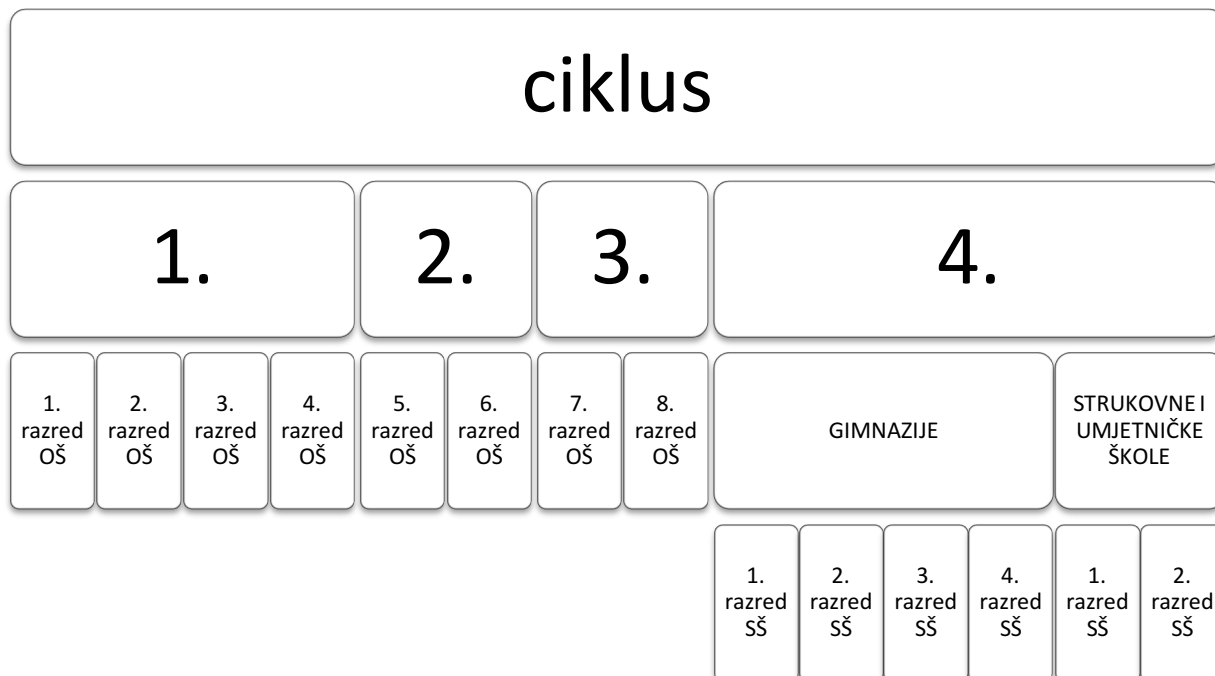 ciklus
1.
2.
3.
4.
1.
razred
OŠ
2.
razred
OŠ
3.
razred
OŠ
4.
razred
OŠ
5.
razred
OŠ
6.
razred
OŠ
7.
razred
OŠ
8.
razred
OŠ
GIMNAZIJE
STRUKOVNE I
UMJETNIČKE
ŠKOLE
1.
razred
SŠ
2.
razred
SŠ
3.
razred
SŠ
4.
razred
SŠ
1.
razred
SŠ
2.
razred
SŠ